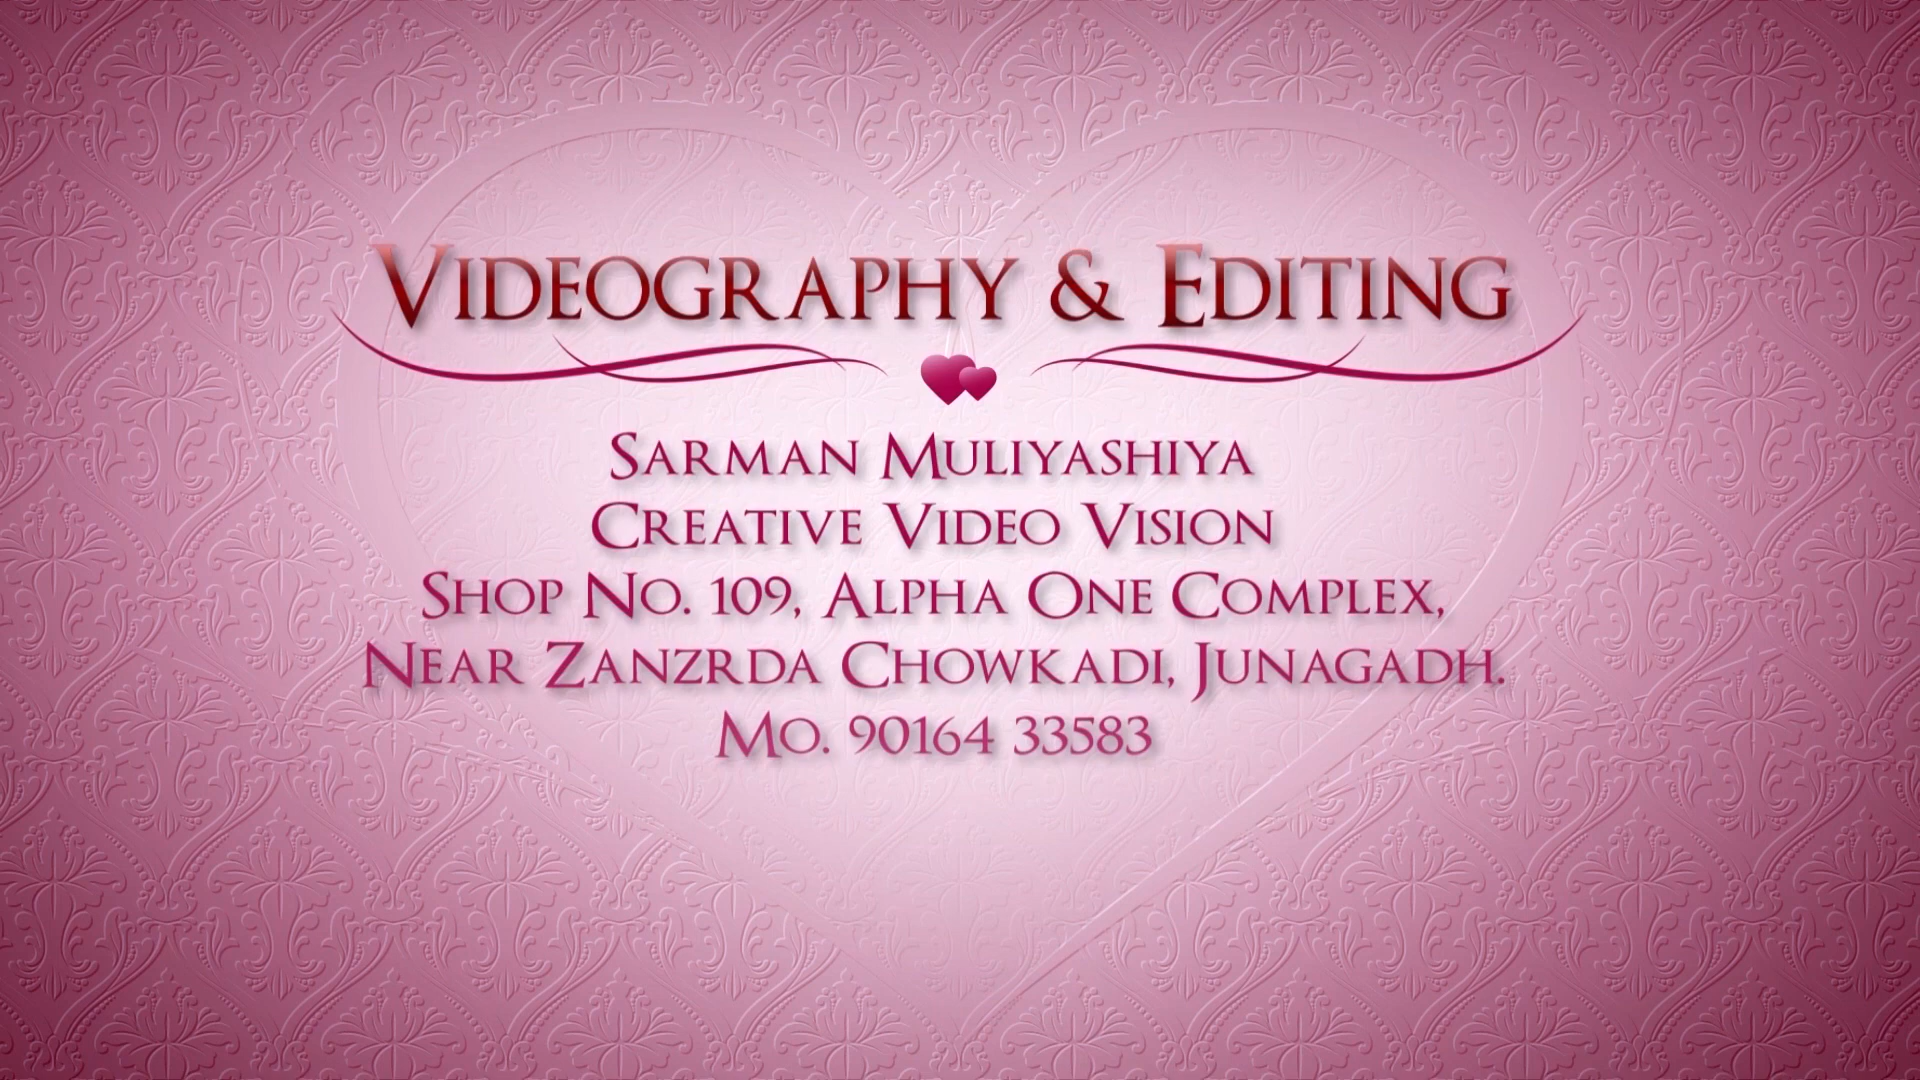 Videography & Editing
Sarman Muliyashiya
Creative Video Vision
Shop No. 109, Alpha One Complex,
Near Zanzrda Chowkadi, Junagadh.
Mo. 90164 33583